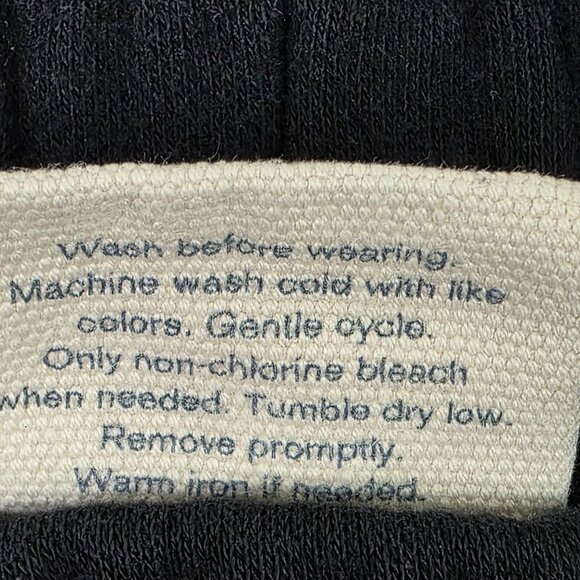 Wash before wearing.
Machine wash cold with like
colors. Gentle cycle.
Only non-chlorine bleach
when needed. Tumble dry low.
Remove promptly.
Warm iron if needed.